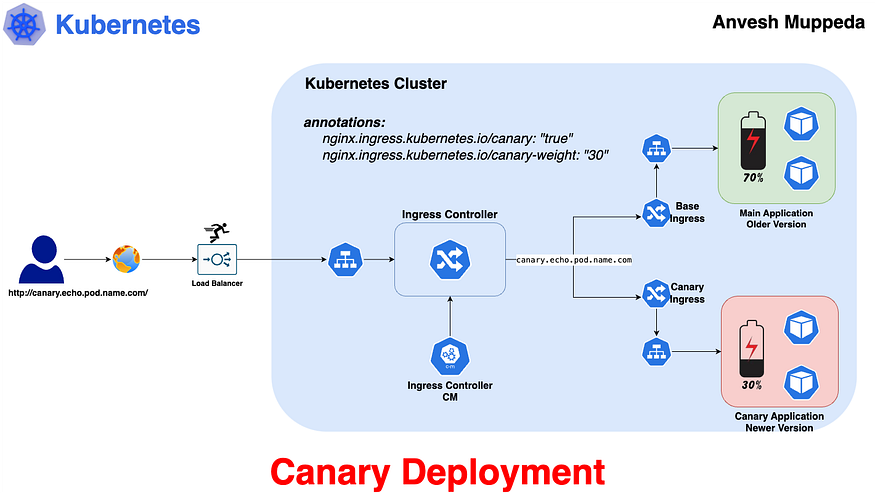 Kubernetes
Anvesh Muppeda
Kubernetes Cluster
annotations:
nginx.ingress.kubernetes.io/canary: "true"
nginx.ingress.kubernetes.io/canary-weight: "30"
70%
Main Application
Older Version
Base
Ingress
Ingress Controller
canary.echo.pod.name.com
http://canary.echo.pod.name.com/
Load Balancer
Canary
Ingress
c-m
Ingress Controller
CM
30%
Canary Application
Newer Version
Canary Deployment